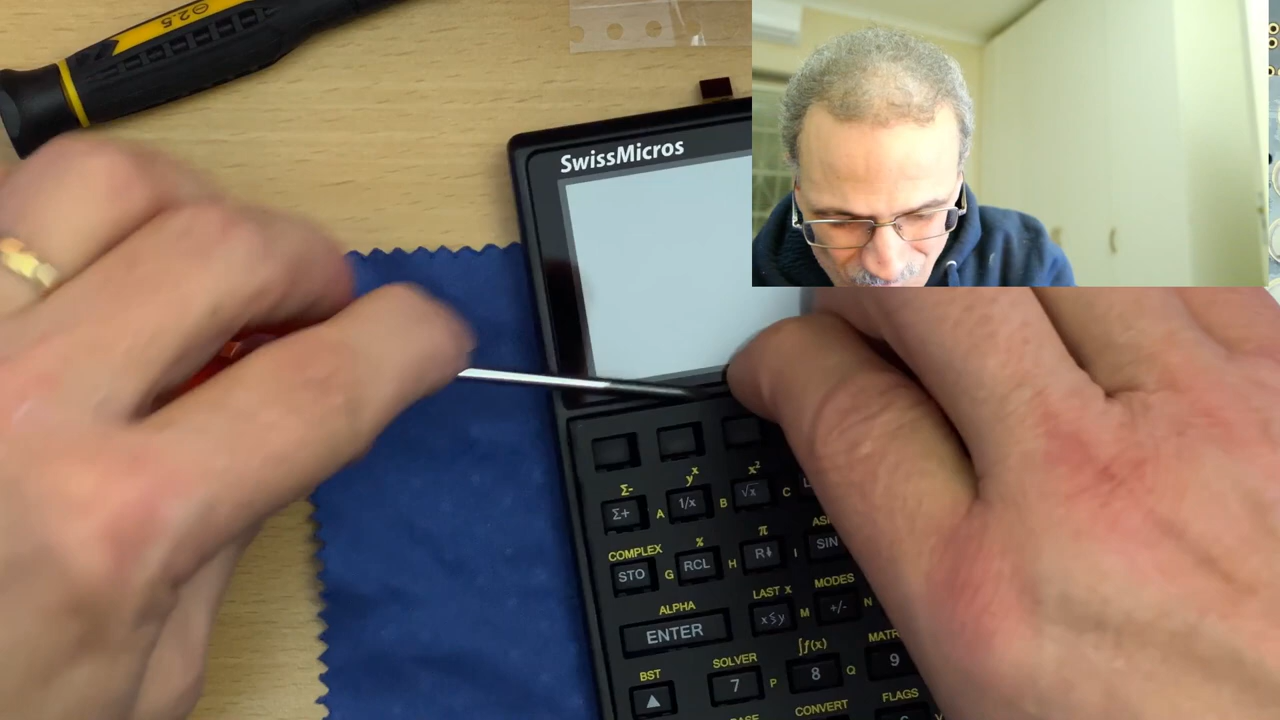 2.5
SwissMicros
Σ- yˣ x²
Σ+ A 1/x B √x C
COMPLEX % π
STO G RCL H R⬇ I SIN
ALPHA LAST x MODES
ENTER x≶y M +/- N
BST SOLVER ∫f(x)
▲ 7 P 8 Q 9
CONVERT FLAGS